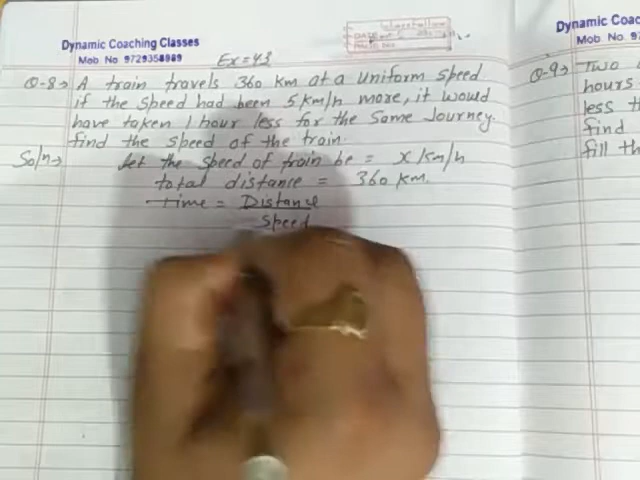 Dynamic Coaching Classes
Mob No 9729358989
Ex = 4.3
Q-8→ A train travels 360 km at a uniform speed
if the speed had been 5 km/h more, it would
have taken 1 hour less for the same Journey.
find the speed of the train.
Soln→ let the speed of train be = x km/h
total distance = 360 km.
Time = Distance
Speed
Dynamic Coaching
Mob No. 97
Q-9→ Two
hours
less t
find
fill th